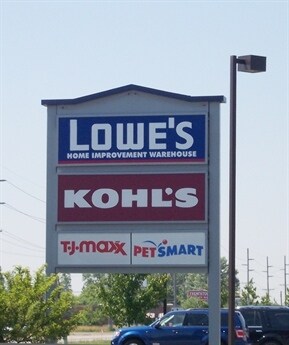 LOWE'S
HOME IMPROVEMENT WAREHOUSE
KOHL'S
T·J·maxx PETSMART